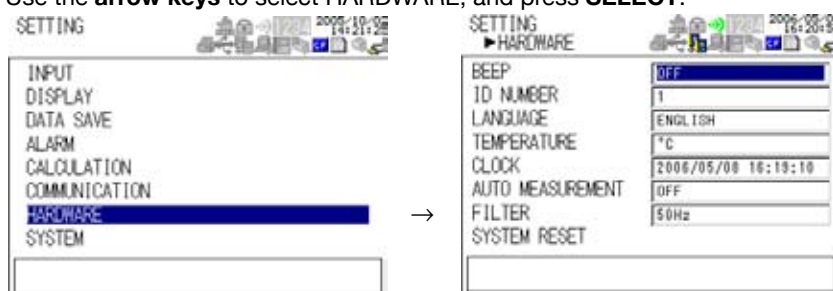 Use the arrow keys to select HARDWARE, and press SELECT.
SETTING
INPUT
DISPLAY
DATA SAVE
ALARM
CALCULATION
COMMUNICATION
HARDWARE
SYSTEM
→
SETTING
►HARDWARE
BEEP OFF
ID NUMBER 1
LANGUAGE ENGLISH
TEMPERATURE °C
CLOCK 2006/05/08 16:19:10
AUTO MEASUREMENT OFF
FILTER 50Hz
SYSTEM RESET